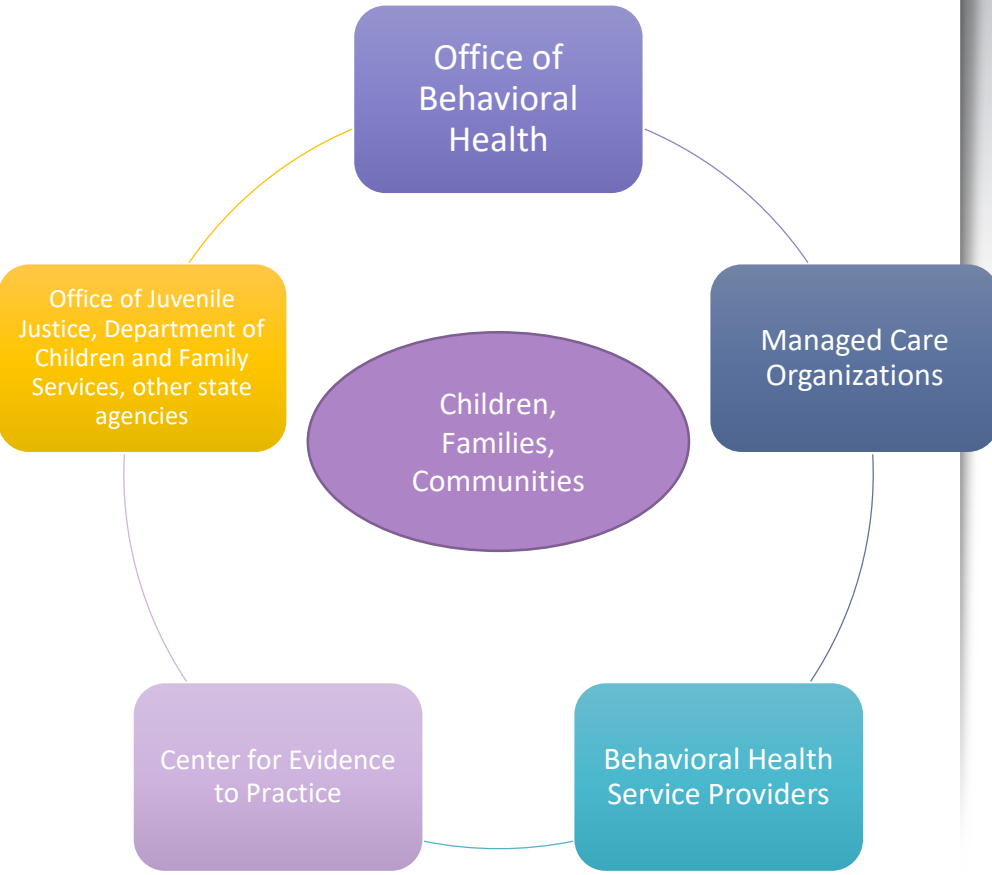 Office of
Behavioral
Health
Managed Care
Organizations
Behavioral Health
Service Providers
Center for Evidence
to Practice
Office of Juvenile
Justice, Department of
Children and Family
Services, other state
agencies
Children,
Families,
Communities